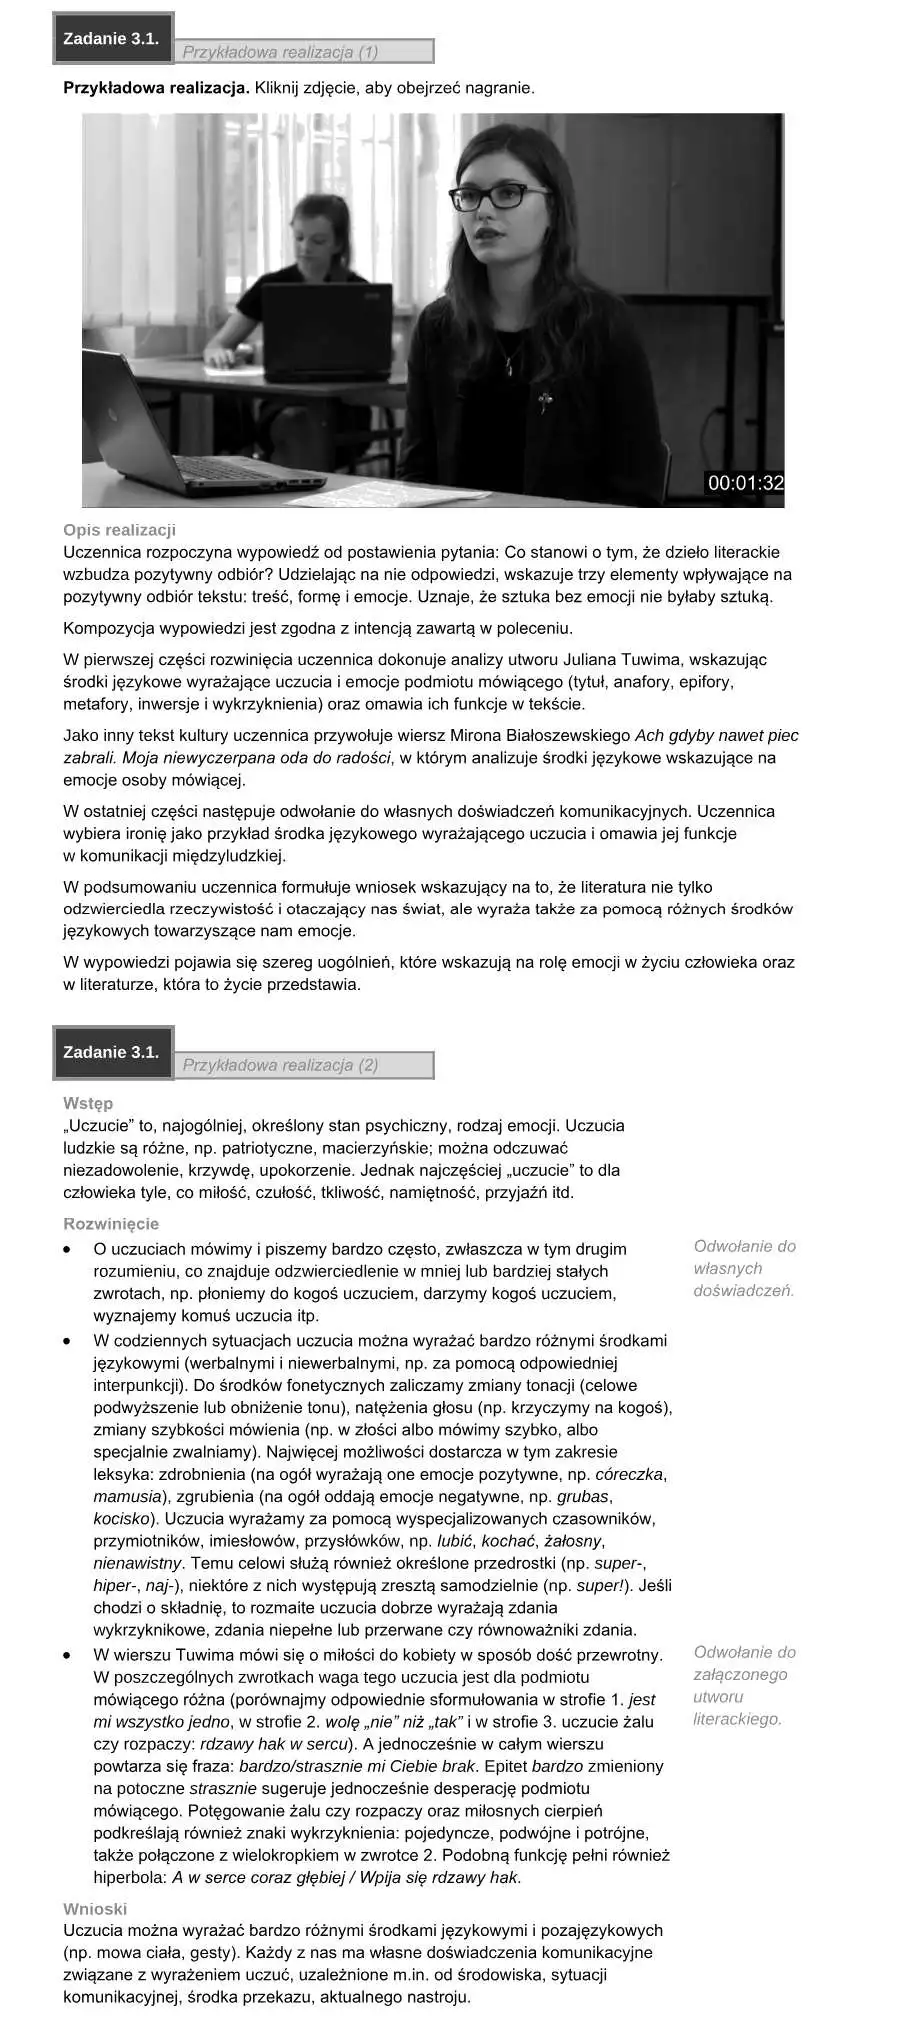 Zadanie 3.1.
Przykładowa realizacja (1)
Przykładowa realizacja. Kliknij zdjęcie, aby obejrzeć nagranie.
00:01:32
Opis realizacji
Uczennica rozpoczyna wypowiedź od postawienia pytania: Co stanowi o tym, że dzieło literackie
wzbudza pozytywny odbiór? Udzielając na nie odpowiedzi, wskazuje trzy elementy wpływające na
pozytywny odbiór tekstu: treść, formę i emocje. Uznaje, że sztuka bez emocji nie byłaby sztuką.
Kompozycja wypowiedzi jest zgodna z intencją zawartą w poleceniu.
W pierwszej części rozwinięcia uczennica dokonuje analizy utworu Juliana Tuwima, wskazując
środki językowe wyrażające uczucia i emocje podmiotu mówiącego (tytuł, anafory, epifory,
metafory, inwersje i wykrzyknienia) oraz omawia ich funkcje w tekście.
Jako inny tekst kultury uczennica przywołuje wiersz Mirona Białoszewskiego Ach gdyby nawet piec
zabrali. Moja niewyczerpana oda do radości, w którym analizuje środki językowe wskazujące na
emocje osoby mówiącej.
W ostatniej części następuje odwołanie do własnych doświadczeń komunikacyjnych. Uczennica
wybiera ironię jako przykład środka językowego wyrażającego uczucia i omawia jej funkcje
w komunikacji międzyludzkiej.
W podsumowaniu uczennica formułuje wniosek wskazujący na to, że literatura nie tylko
odzwierciedla rzeczywistość i otaczający nas świat, ale wyraża także za pomocą różnych środków
językowych towarzyszące nam emocje.
W wypowiedzi pojawia się szereg uogólnień, które wskazują na rolę emocji w życiu człowieka oraz
w literaturze, która to życie przedstawia.
Zadanie 3.1.
Przykładowa realizacja (2)
Wstęp
„Uczucie” to, najogólniej, określony stan psychiczny, rodzaj emocji. Uczucia
ludzkie są różne, np. patriotyczne, macierzyńskie; można odczuwać
niezadowolenie, krzywdę, upokorzenie. Jednak najczęściej „uczucie” to dla
człowieka tyle, co miłość, czułość, tkliwość, namiętność, przyjaźń itd.
Rozwinięcie
• O uczuciach mówimy i piszemy bardzo często, zwłaszcza w tym drugim
rozumieniu, co znajduje odzwierciedlenie w mniej lub bardziej stałych
zwrotach, np. płoniemy do kogoś uczuciem, darzymy kogoś uczuciem,
wyznajemy komuś uczucia itp.
Odwołanie do
własnych
doświadczeń.
• W codziennych sytuacjach uczucia można wyrażać bardzo różnymi środkami
językowymi (werbalnymi i niewerbalnymi, np. za pomocą odpowiedniej
interpunkcji). Do środków fonetycznych zaliczamy zmiany tonacji (celowe
podwyższenie lub obniżenie tonu), natężenia głosu (np. krzyczymy na kogoś),
zmiany szybkości mówienia (np. w złości albo mówimy szybko, albo
specjalnie zwalniamy). Najwięcej możliwości dostarcza w tym zakresie
leksyka: zdrobnienia (na ogół wyrażają one emocje pozytywne, np. córeczka,
mamusia), zgrubienia (na ogół oddają emocje negatywne, np. grubas,
kocisko). Uczucia wyrażamy za pomocą wyspecjalizowanych czasowników,
przymiotników, imiesłowów, przysłówków, np. lubić, kochać, żałosny,
nienawistny. Temu celowi służą również określone przedrostki (np. super-,
hiper-, naj-), niektóre z nich występują zresztą samodzielnie (np. super!). Jeśli
chodzi o składnię, to rozmaite uczucia dobrze wyrażają zdania
wykrzyknikowe, zdania niepełne lub przerwane czy równoważniki zdania.
• W wierszu Tuwima mówi się o miłości do kobiety w sposób dość przewrotny.
W poszczególnych zwrotkach waga tego uczucia jest dla podmiotu
mówiącego różna (porównajmy odpowiednie sformułowania w strofie 1. jest
mi wszystko jedno, w strofie 2. wolę „nie” niż „tak” i w strofie 3. uczucie żalu
czy rozpaczy: rdzawy hak w sercu). A jednocześnie w całym wierszu
powtarza się fraza: bardzo/strasznie mi Ciebie brak. Epitet bardzo zmieniony
na potoczne strasznie sugeruje jednocześnie desperację podmiotu
mówiącego. Potęgowanie żalu czy rozpaczy oraz miłosnych cierpień
podkreślają również znaki wykrzyknienia: pojedyncze, podwójne i potrójne,
także połączone z wielokropkiem w zwrotce 2. Podobną funkcję pełni również
hiperbola: A w serce coraz głębiej / Wpija się rdzawy hak.
Odwołanie do
załączonego
utworu
literackiego.
Wnioski
Uczucia można wyrażać bardzo różnymi środkami językowymi i pozajęzykowych
(np. mowa ciała, gesty). Każdy z nas ma własne doświadczenia komunikacyjne
związane z wyrażeniem uczuć, uzależnione m.in. od środowiska, sytuacji
komunikacyjnej, środka przekazu, aktualnego nastroju.